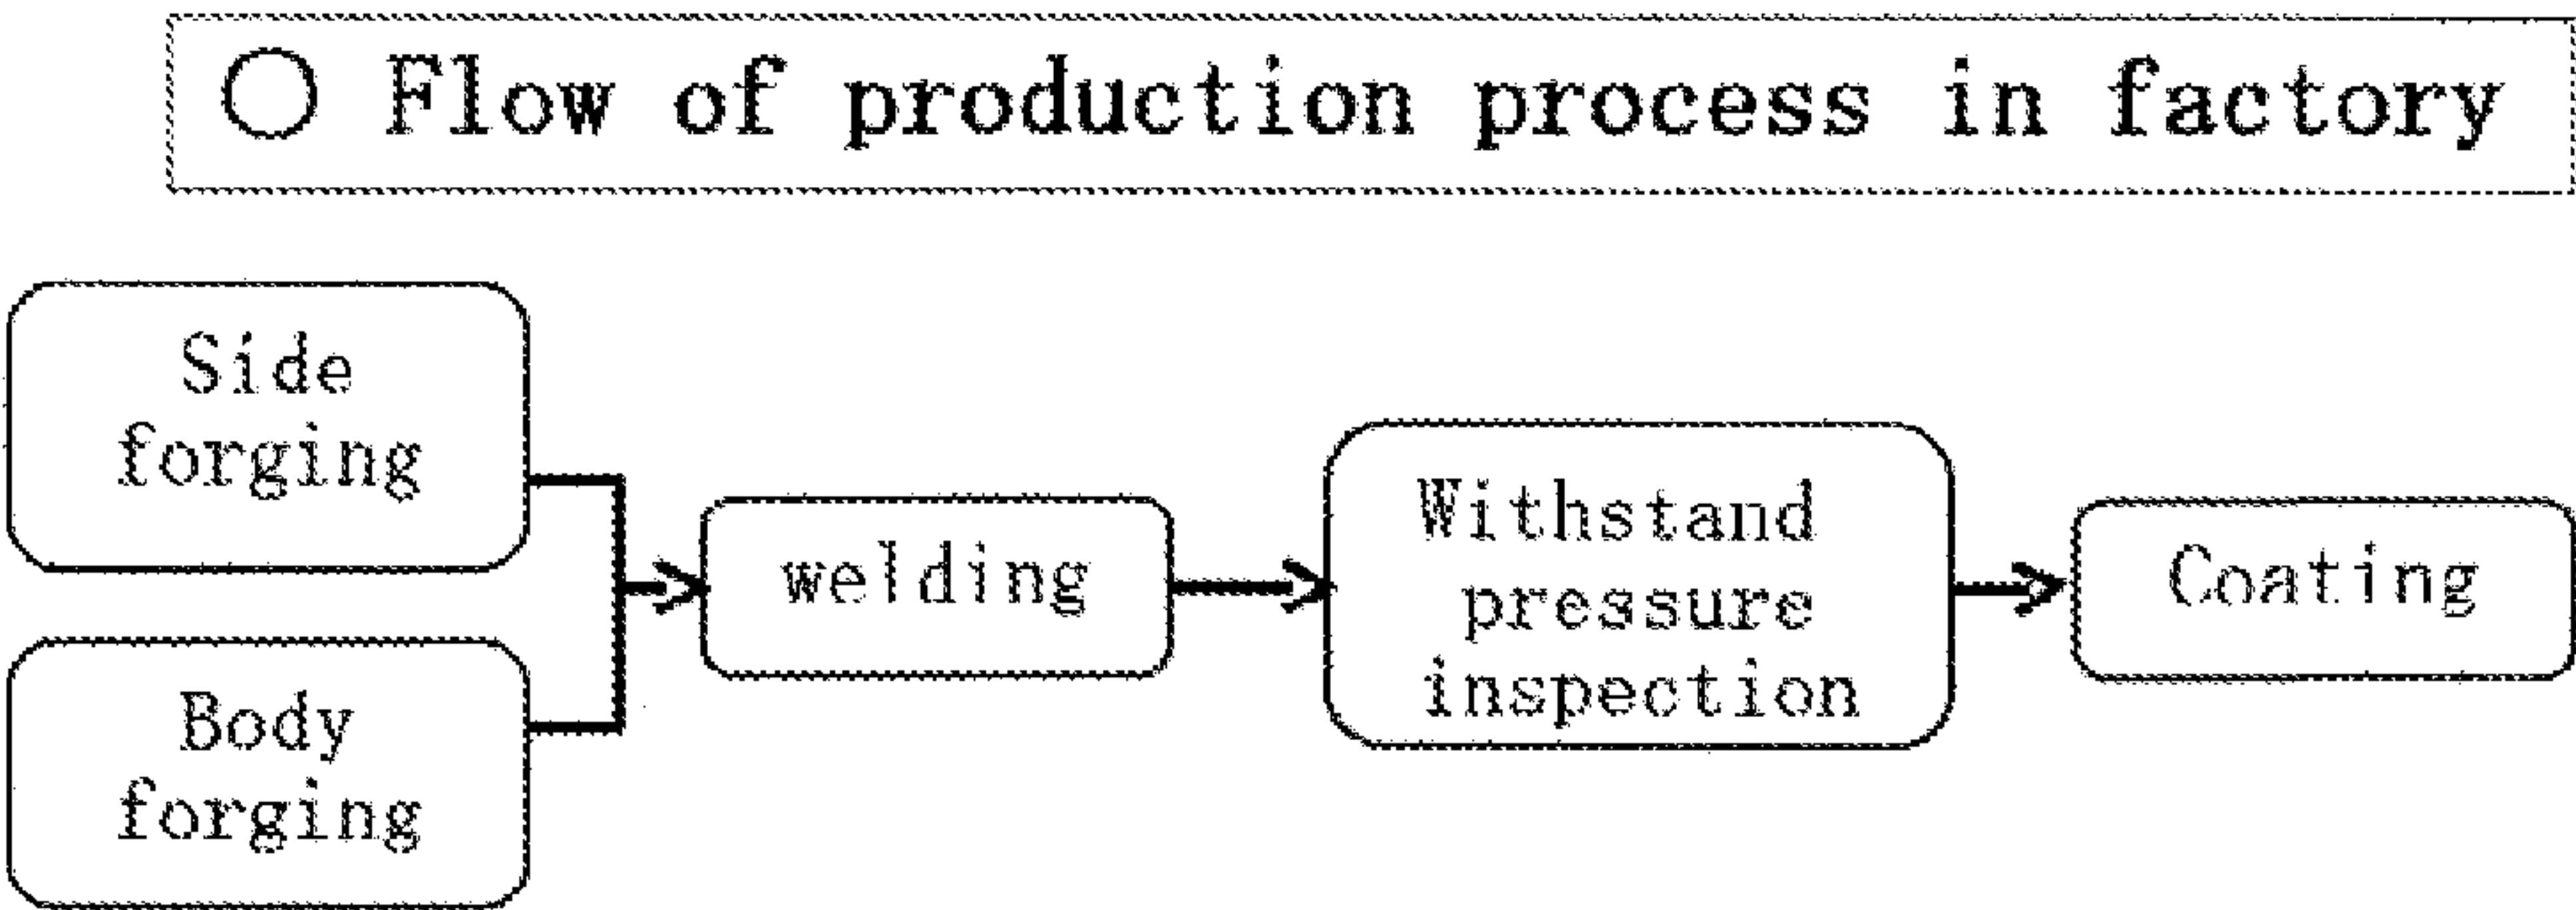 ○ Flow of production process in factory
Side
forging
Body
forging
welding
Withstand
pressure
inspection
Coating